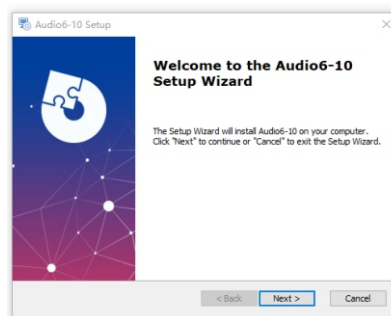 Audio6-10 Setup
Welcome to the Audio6-10
Setup Wizard
The Setup Wizard will install Audio6-10 on your computer.
Click "Next" to continue or "Cancel" to exit the Setup Wizard.
< Back Next > Cancel